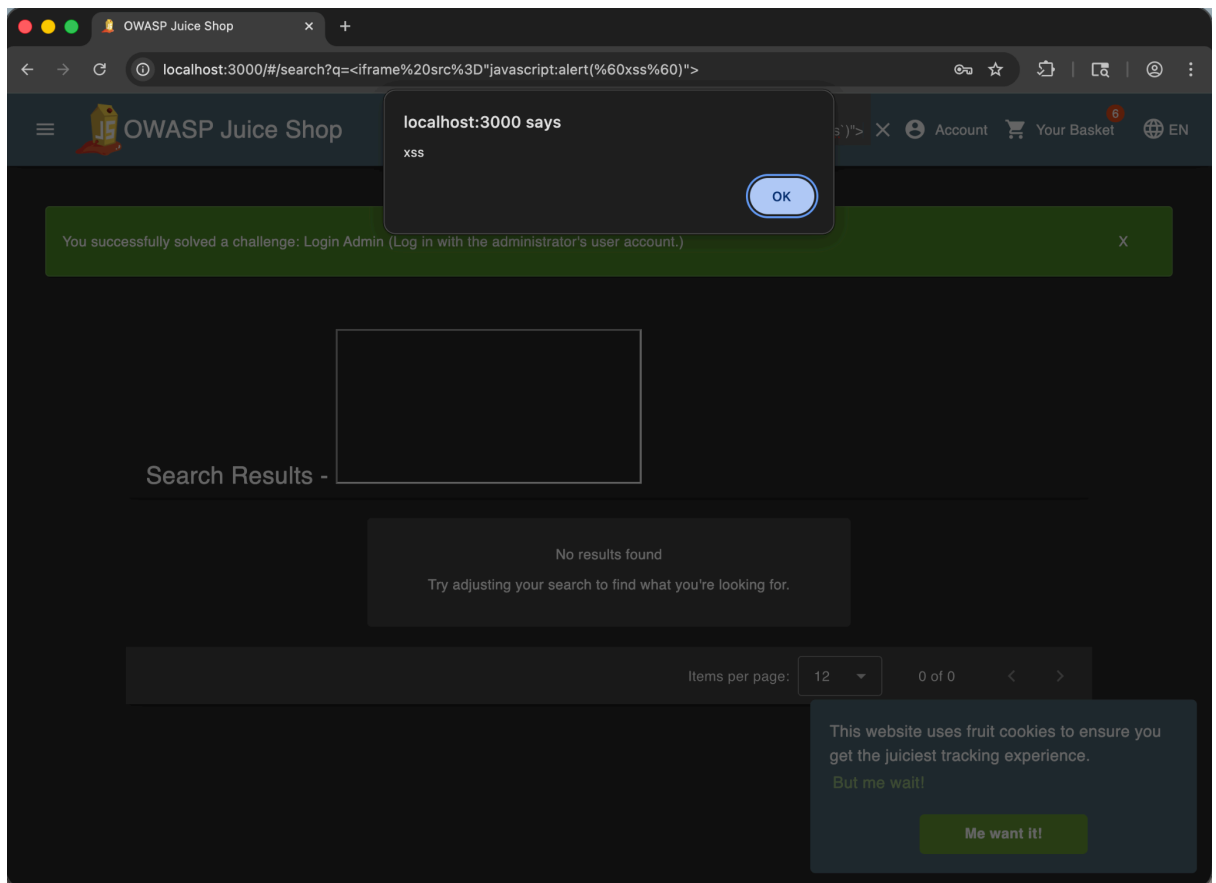 OWASP Juice Shop
localhost:3000/#/search?q=<iframe%20src%3D"javascript:alert(%60xss%60)">
OWASP Juice Shop
localhost:3000 says
xss
OK
s`)">
Account
6
Your Basket
EN
You successfully solved a challenge: Login Admin (Log in with the administrator's user account.)
X
Search Results -
No results found
Try adjusting your search to find what you're looking for.
Items per page:
12
0 of 0
This website uses fruit cookies to ensure you
get the juiciest tracking experience.
But me wait!
Me want it!